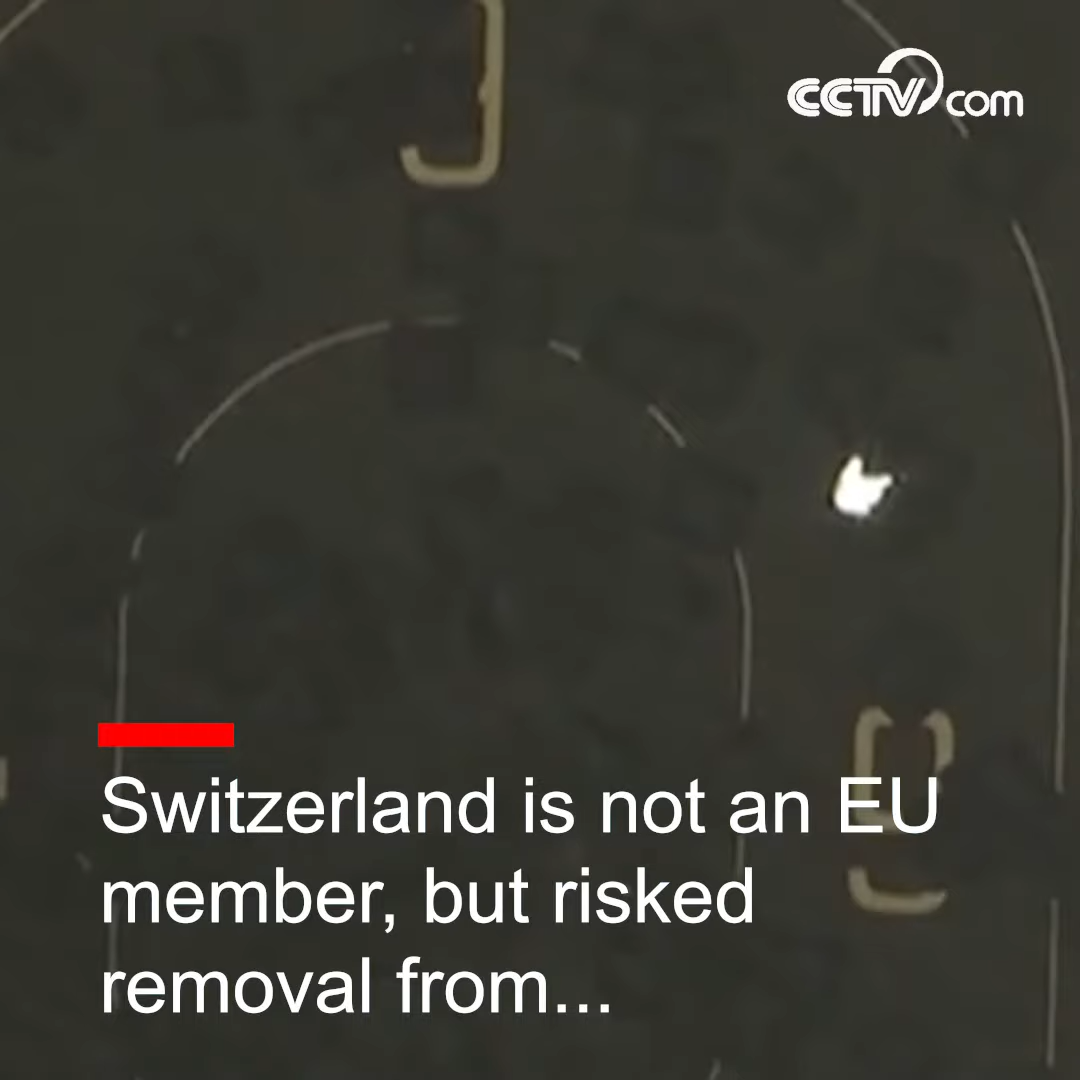 CCTV.com
Switzerland is not an EU
member, but risked
removal from...